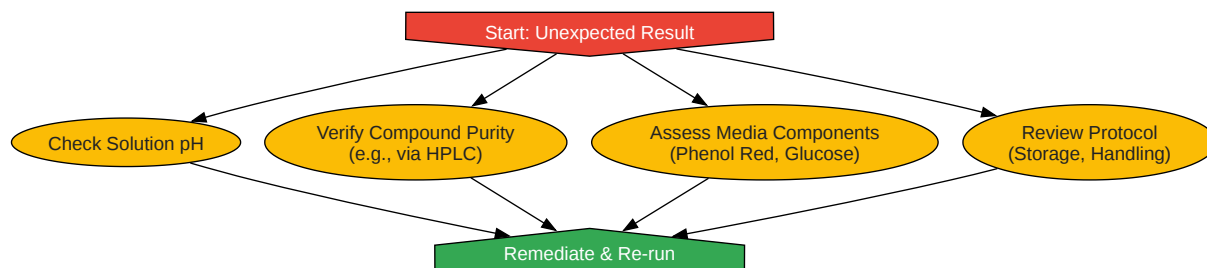 Start: Unexpected Result
Check Solution pH
Verify Compound Purity
(e.g., via HPLC)
Assess Media Components
(Phenol Red, Glucose)
Review Protocol
(Storage, Handling)
Remediate & Re-run